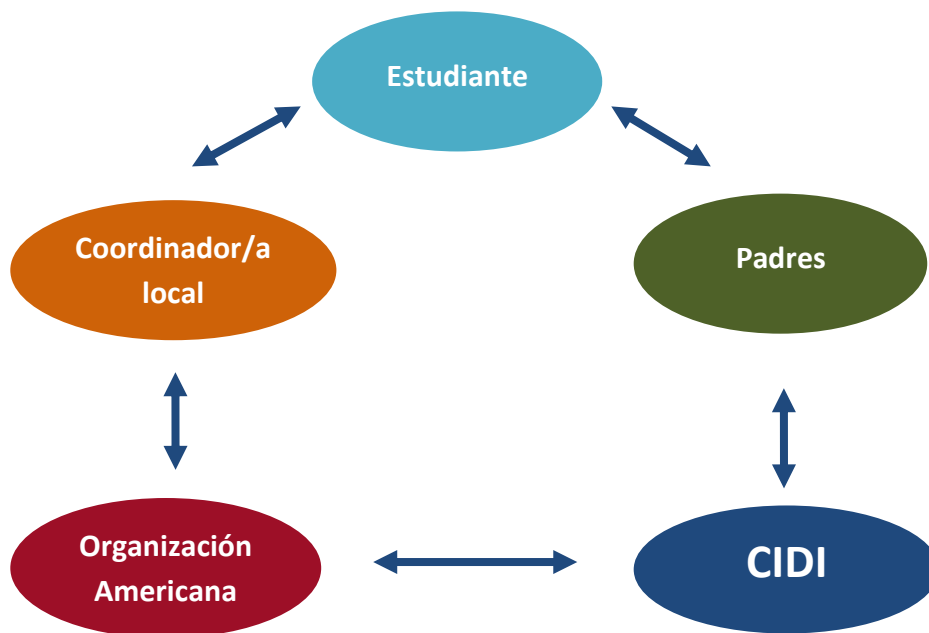 Estudiante
Coordinador/a
local
Padres
Organización
Americana
CIDI